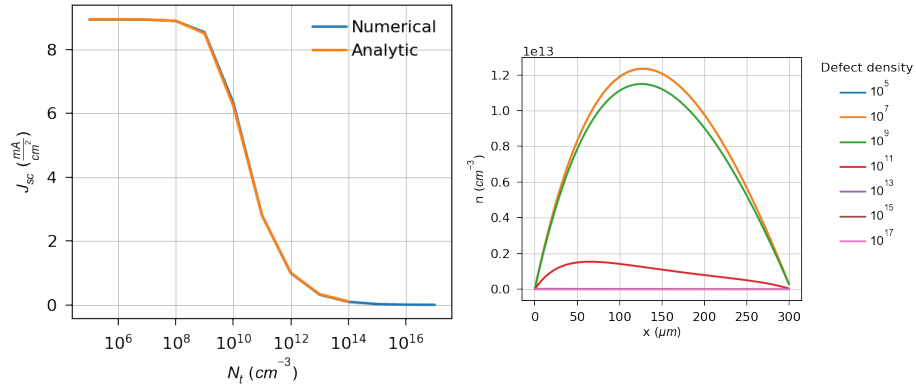 Numerical
Analytic
8
6
4
2
0
10^6 10^8 10^10 10^12 10^14 10^16
J_sc (mA/cm^2)
N_t (cm^−3)
1e13
1.2
1.0
0.8
0.6
0.4
0.2
0.0
0 50 100 150 200 250 300
n (cm^−3)
x (μm)
Defect density
10^5
10^7
10^9
10^11
10^13
10^15
10^17